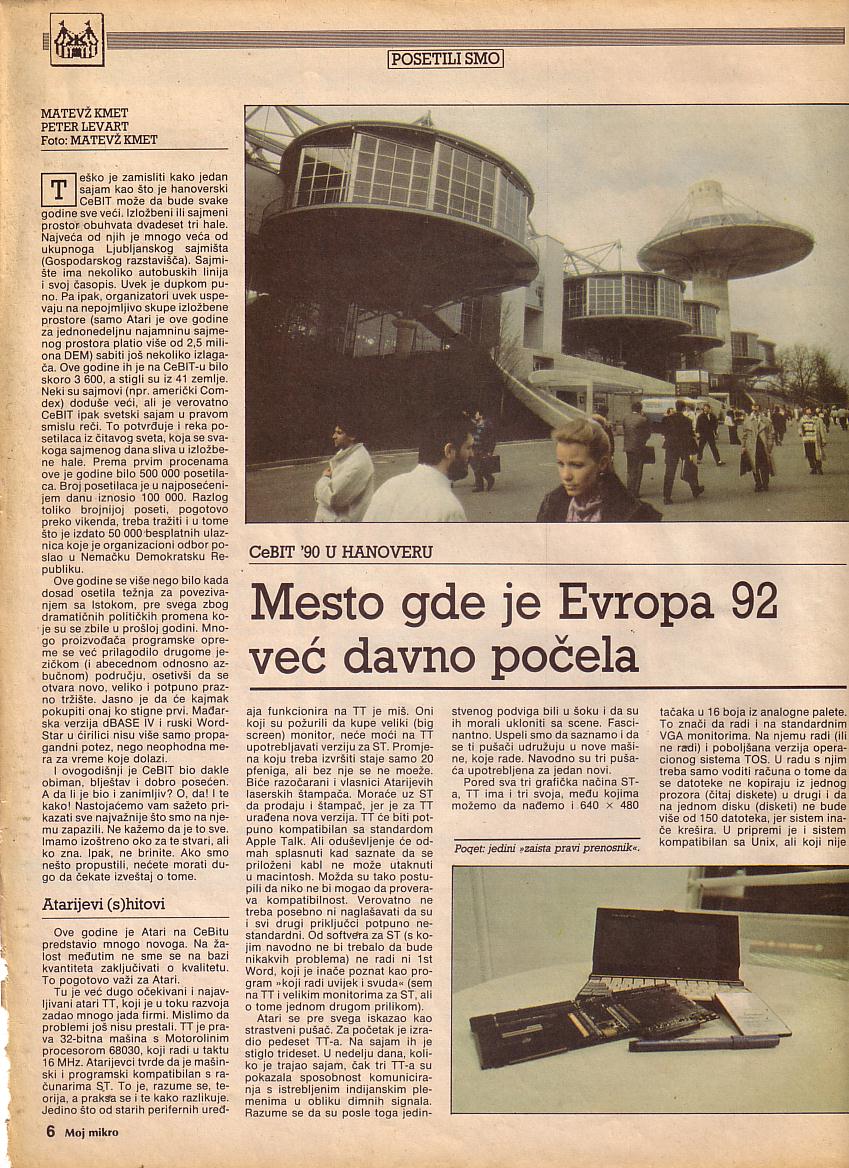 POSETILI SMO
MATEVŽ KMET
PETER LEVART
Foto: MATEVŽ KMET
Teško je zamisliti kako jedan
sajam kao što je hanoverski
CeBIT može da bude svake
godine sve veći. Izložbeni ili sajmeni
prostor obuhvata dvadeset tri hale.
Najveća od njih je mnogo veća od
ukupnoga Ljubljanskog sajmišta
(Gospodarskog razstavišča). Sajmi-
šte ima nekoliko autobuskih linija
i svoj časopis. Uvek je dupkom pu-
no. Pa ipak, organizatori uvek uspe-
vaju na nepojmljivo skupe izložbene
prostore (samo Atari je ove godine
za jednonedeljnu najamninu sajme-
nog prostora platio više od 2,5 mili-
ona DEM) sabiti još nekoliko izlaga-
ča. Ove godine ih je na CeBIT-u bilo
skoro 3 600, a stigli su iz 41 zemlje.
Neki su sajmovi (npr. američki Com-
dex) doduše veći, ali je verovatno
CeBIT ipak svetski sajam u pravom
smislu reči. To potvrđuje i reka po-
setilaca iz čitavog sveta, koja se sva-
koga sajmenog dana sliva u izložbe-
ne hale. Prema prvim procenama
ove je godine bilo 500 000 posetila-
ca. Broj posetilaca je u najposećeni-
jem danu iznosio 100 000. Razlog
toliko brojnijoj poseti, pogotovo
preko vikenda, treba tražiti i u tome
što je izdato 50 000 besplatnih ulaz-
nica koje je organizacioni odbor po-
slao u Nemačku Demokratsku Re-
publiku.
Ove godine se više nego bilo kada
dosad osetila težnja za poveziva-
njem sa Istokom, pre svega zbog
dramatičnih političkih promena ko-
je su se zbile u prošloj godini. Mno-
go proizvođača programske opre-
me se već prilagodilo drugome je-
zičkom (i abecednom odnosno az-
bučnom) području, osetivši da se
otvara novo, veliko i potpuno praz-
no tržište. Jasno je da će kajmak
pokupiti onaj ko stigne prvi. Mađar-
ska verzija dBASE IV i ruski Word-
Star u ćirilici nisu više samo propa-
gandni potez, nego neophodna me-
ra za vreme koje dolazi.
I ovogodišnji je CeBIT bio dakle
obiman, blještav i dobro posećen.
A da li je bio i zanimljiv? O, da! I te
kako! Nastojaćemo vam sažeto pri-
kazati sve najvažnije što smo na nje-
mu zapazili. Ne kažemo da je to sve.
Imamo izoštreno oko za te stvari, ali
ko zna. Ipak, ne brinite. Ako smo
nešto propustili, nećete morati du-
go da čekate izveštaj o tome.
Atarijevi (s)hitovi
Ove godine je Atari na CeBitu
predstavio mnogo novoga. Na ža-
lost međutim ne sme se na bazi
kvantiteta zaključivati o kvalitetu.
To pogotovo važi za Atari.
Tu je već dugo očekivani i najav-
ljivani atari TT, koji je u toku razvoja
zadao mnogo jada firmi. Mislimo da
problemi još nisu prestali. TT je pra-
va 32-bitna mašina s Motorolinim
procesorom 68030, koji radi u taktu
16 MHz. Atarijevci tvrde da je mašin-
ski i programski kompatibilan s ra-
čunarima ST. To je, razume se, te-
orija, a praksa se i te kako razlikuje.
Jedino što od starih perifernih uređ-
CeBIT '90 U HANOVERU
Mesto gde je Evropa 92
već davno počela
aja funkcionira na TT je miš. Oni
koji su požurili da kupe veliki (big
screen) monitor, neće moći na TT
upotrebljavati verziju za ST. Promje-
na koju treba izvršiti staje samo 20
pfeniga, ali bez nje se ne može.
Biće razočarani i vlasnici Atarijevih
laserskih štampača. Moraće uz ST
da prodaju i štampač, jer je za TT
urađena nova verzija. TT će biti pot-
puno kompatibilan sa standardom
Apple Talk. Ali oduševljenje će od-
mah splasnuti kad saznate da se
priloženi kabl ne može utaknuti
u macintosh. Možda su tako postu-
pili da niko ne bi mogao da provera-
va kompatibilnost. Verovatno ne
treba posebno ni naglašavati da su
i svi drugi priključci potpuno ne-
standardni. Od softvera za ST (s ko-
jim navodno ne bi trebalo da bude
nikakvih problema) ne radi ni 1st
Word, koji je inače poznat kao pro-
gram »koji radi uvijek i svuda« (sem
na TT i velikim monitorima za ST, ali
o tome jednom drugom prilikom).
Atari se pre svega iskazao kao
strastveni pušač. Za početak je izra-
dio pedeset TT-a. Na sajam ih je
stiglo trideset. U nedelju dana, koli-
ko je trajao sajam, čak tri TT-a su
pokazala sposobnost komunicira-
nja s istrebljenim indijanskim ple-
menima u obliku dimnih signala.
Razume se da su posle toga jedin-
stvenog podviga bili u šoku i da su
ih morali ukloniti sa scene. Fasci-
nantno. Uspeli smo da saznamo i da
se ti pušači udružuju u nove maši-
ne, koje rade. Navodno su tri puša-
ća upotrebljena za jedan novi.
Pored sva tri grafička načina ST-
a, TT ima i tri svoja, među kojima
možemo da nađemo i 640 × 480
tačaka u 16 boja iz analogne palete.
To znači da radi i na standardnim
VGA monitorima. Na njemu radi (ili
ne radi) i poboljšana verzija opera-
cionog sistema TOS. U radu s njim
treba samo voditi računa o tome da
se datoteke ne kopiraju iz jednog
prozora (čitaj diskete) u drugi i da
na jednom disku (disketi) ne bude
više od 150 datoteka, jer sistem ina-
če krešira. U pripremi je i sistem
kompatibilan sa Unix, ali koji nije
Poqet: jedini »zaista pravi prenosnik«.
6 Moj mikro